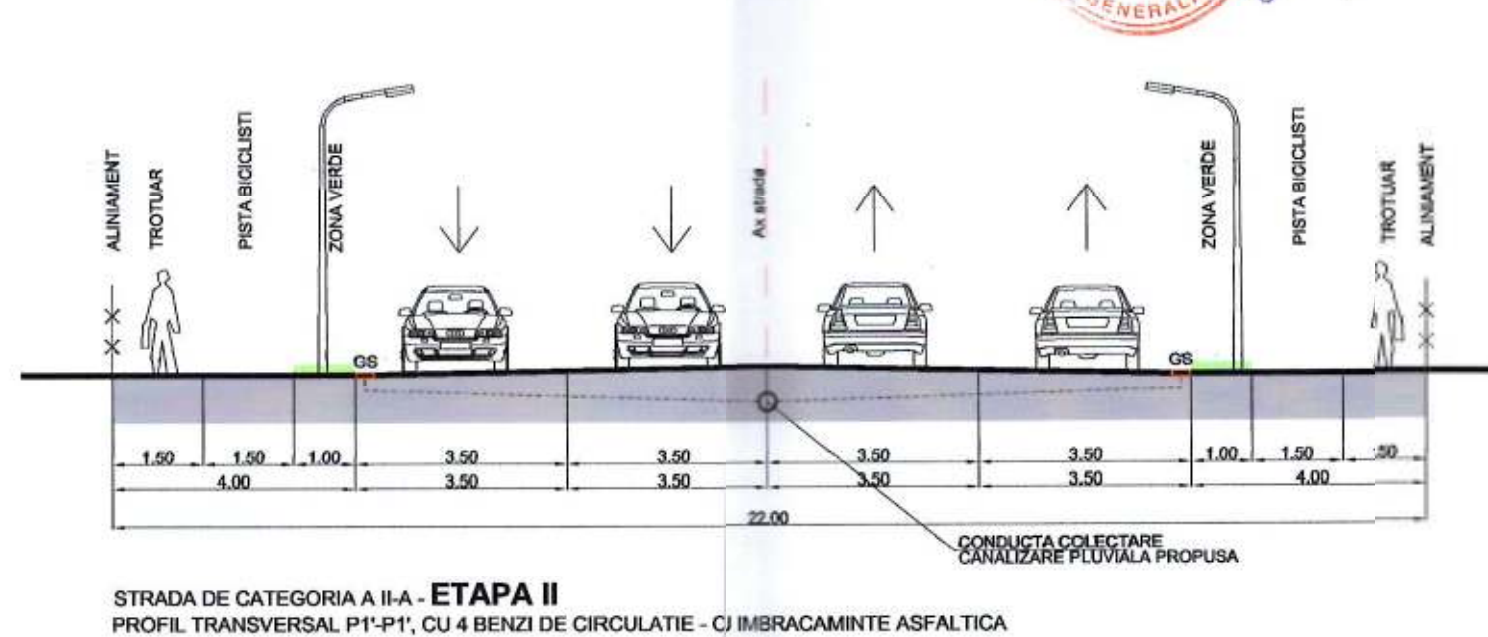 GENERAL
ALINIAMENT
TROTUAR
PISTA BICICLISTI
ZONA VERDE
Ax strada
ZONA VERDE
PISTA BICICLISTI
TROTUAR
ALINIAMENT
GS
GS
1.50 1.50 1.00 3.50 3.50 3.50 3.50 1.00 1.50 .50
4.00 3.50 3.50 3.50 3.50 4.00
22.00
CONDUCTA COLECTARE
CANALIZARE PLUVIALA PROPUSA
STRADA DE CATEGORIA A II-A - ETAPA II
PROFIL TRANSVERSAL P1'-P1', CU 4 BENZI DE CIRCULATIE - CU IMBRACAMINTE ASFALTICA